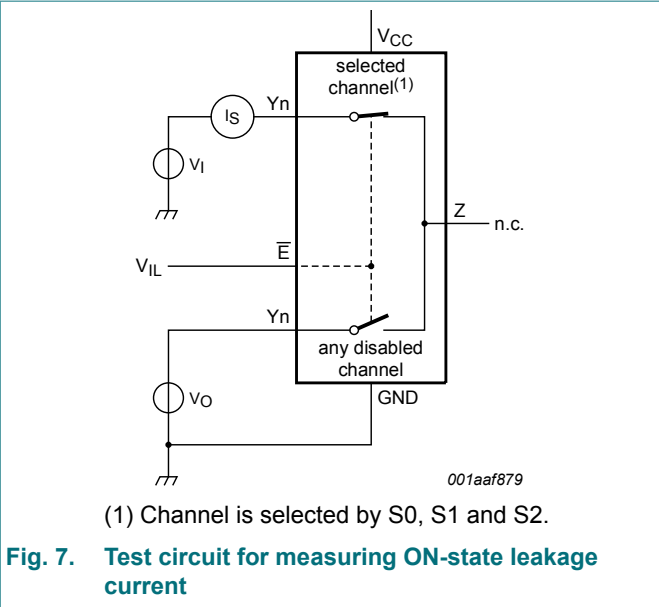 VCC
selected
channel(1)
Yn
IS
VI
Z
n.c.
E
VIL
Yn
any disabled
channel
VO
GND
001aaf879
(1) Channel is selected by S0, S1 and S2.
Fig. 7. Test circuit for measuring ON-state leakage
current